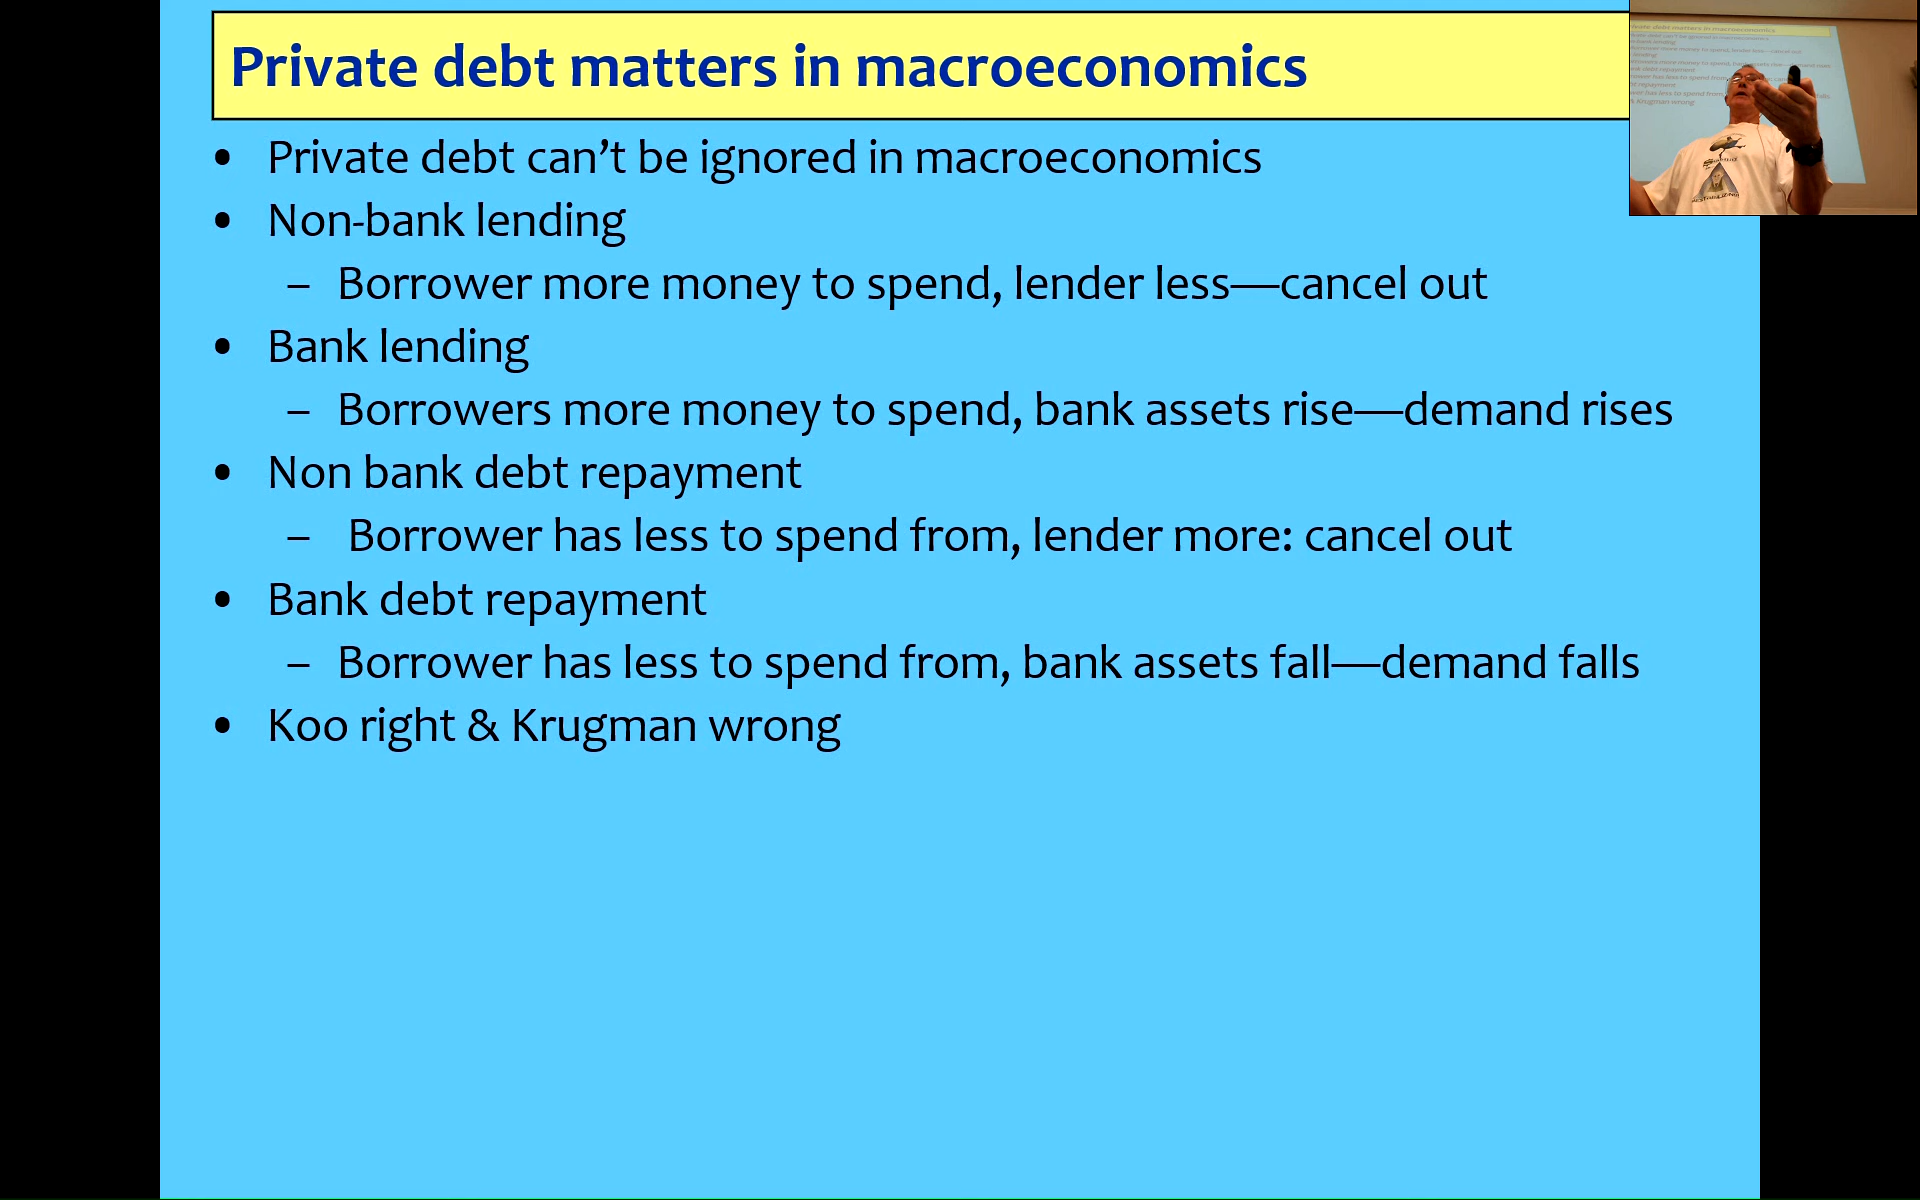 Private debt matters in macroeconomics
• Private debt can’t be ignored in macroeconomics
• Non-bank lending
– Borrower more money to spend, lender less—cancel out
• Bank lending
– Borrowers more money to spend, bank assets rise—demand rises
• Non bank debt repayment
– Borrower has less to spend from, lender more: cancel out
• Bank debt repayment
– Borrower has less to spend from, bank assets fall—demand falls
• Koo right & Krugman wrong